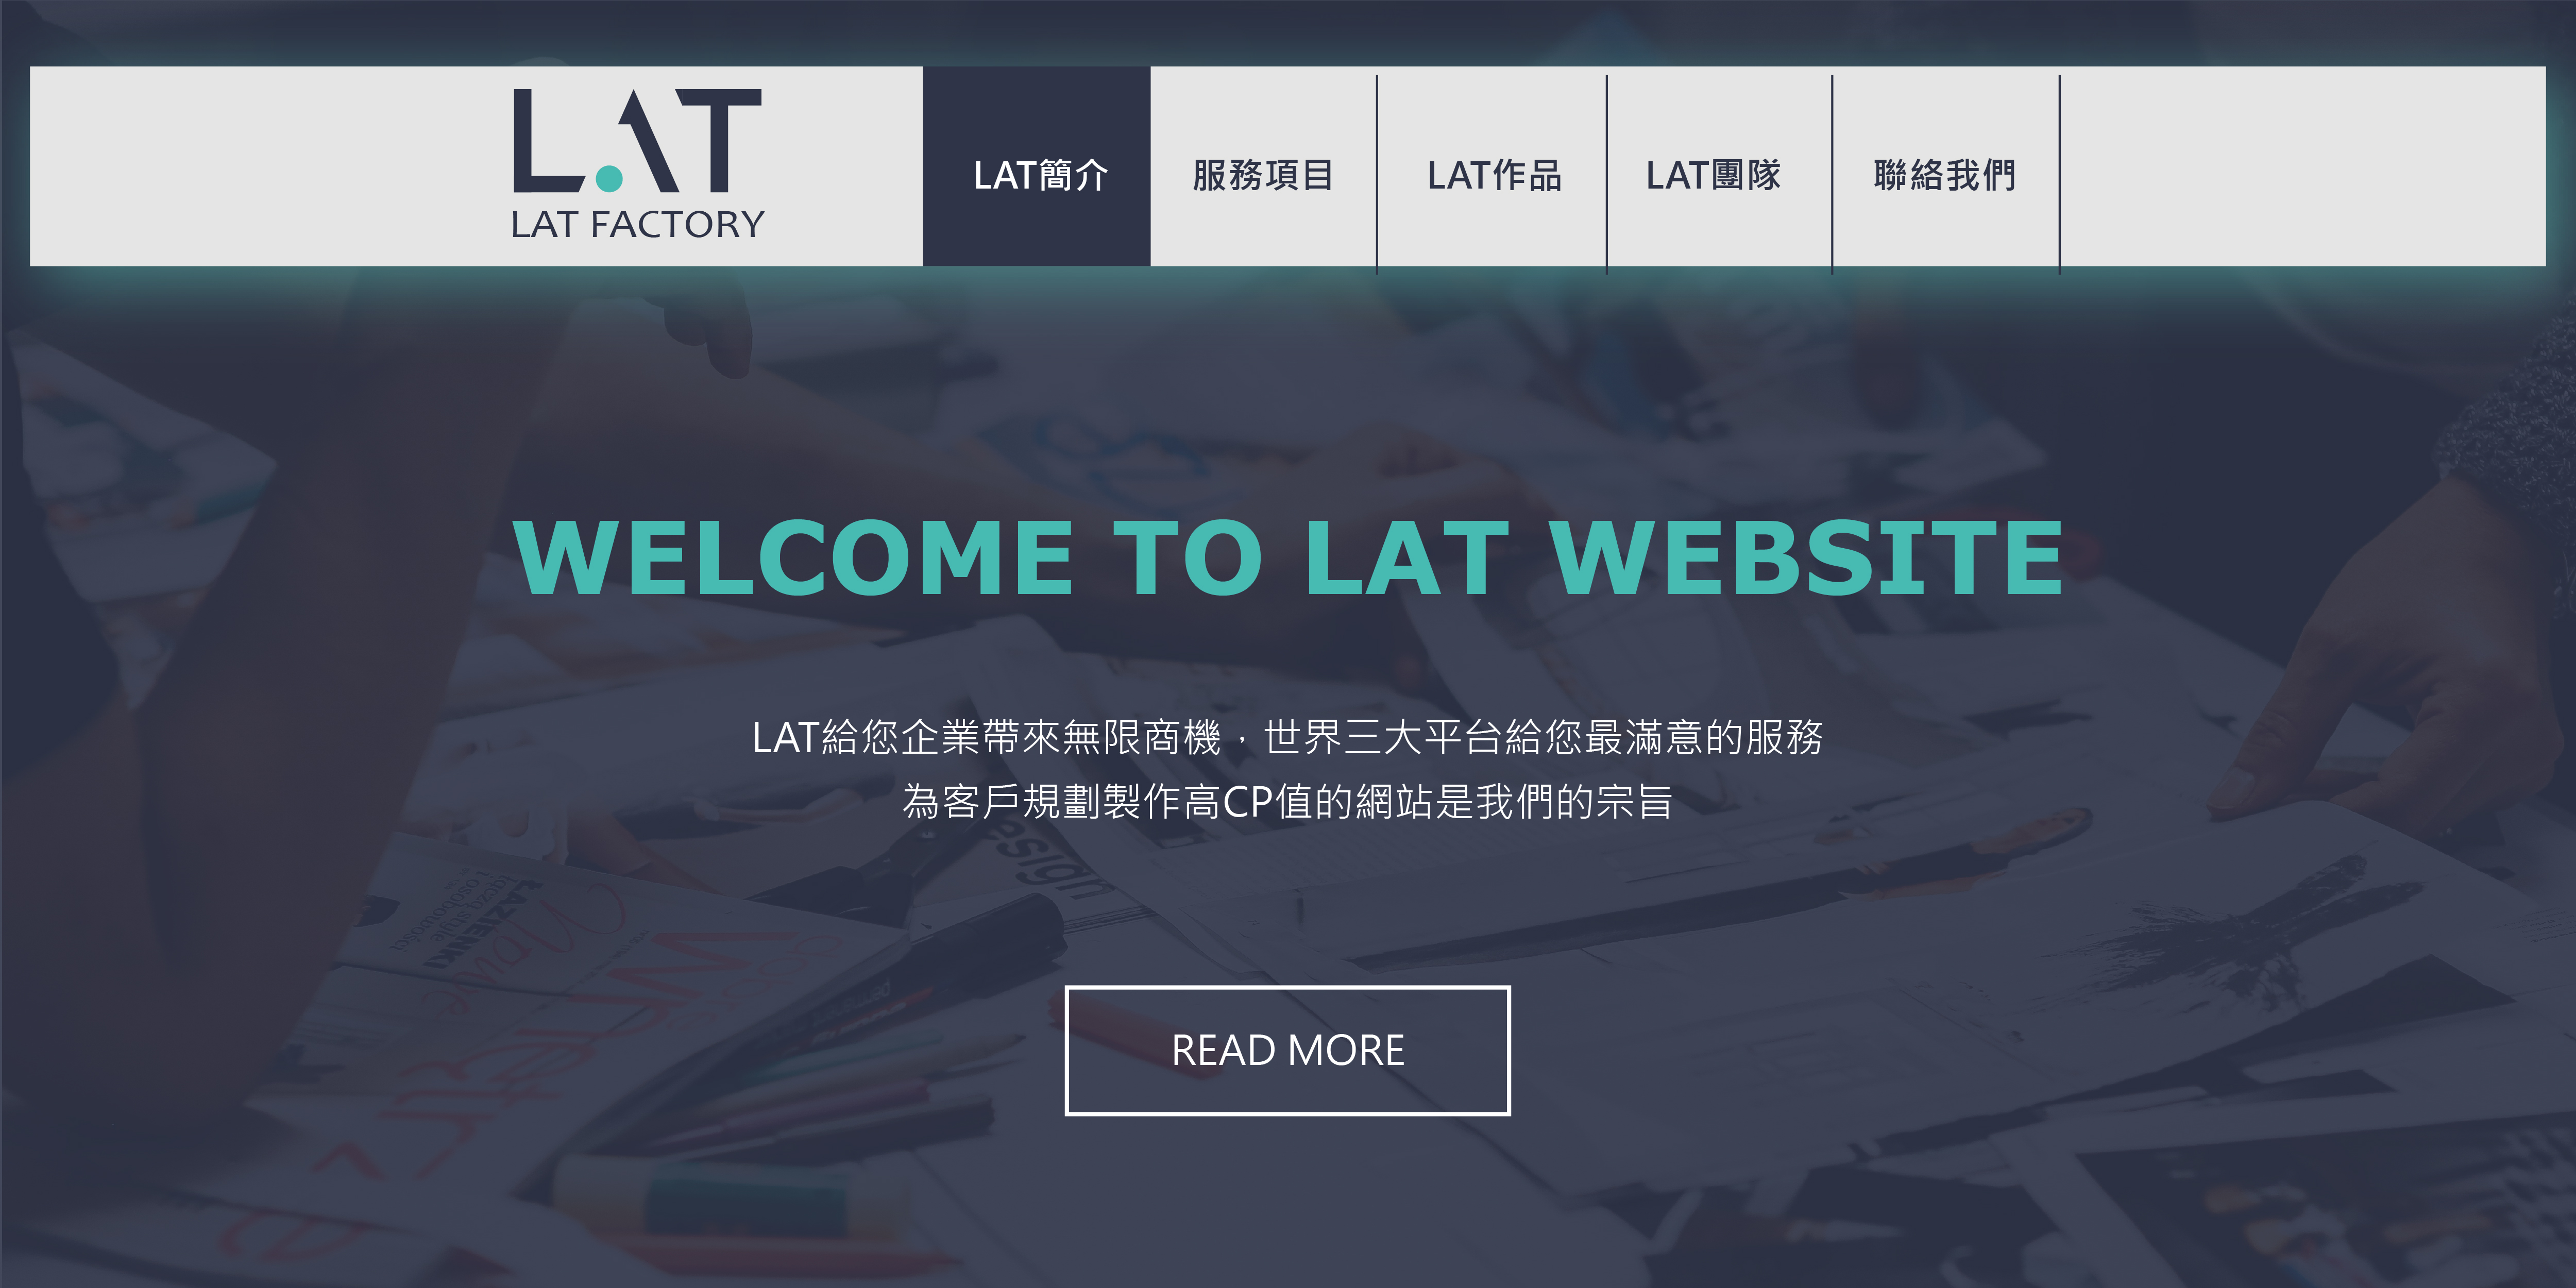 LAT
LAT FACTORY
LAT簡介
服務項目
LAT作品
LAT團隊
聯絡我們
WELCOME TO LAT WEBSITE
LAT給您企業帶來無限商機，世界三大平台給您最滿意的服務
為客戶規劃製作高CP值的網站是我們的宗旨
esign
ŁAZIENKI
READ MORE